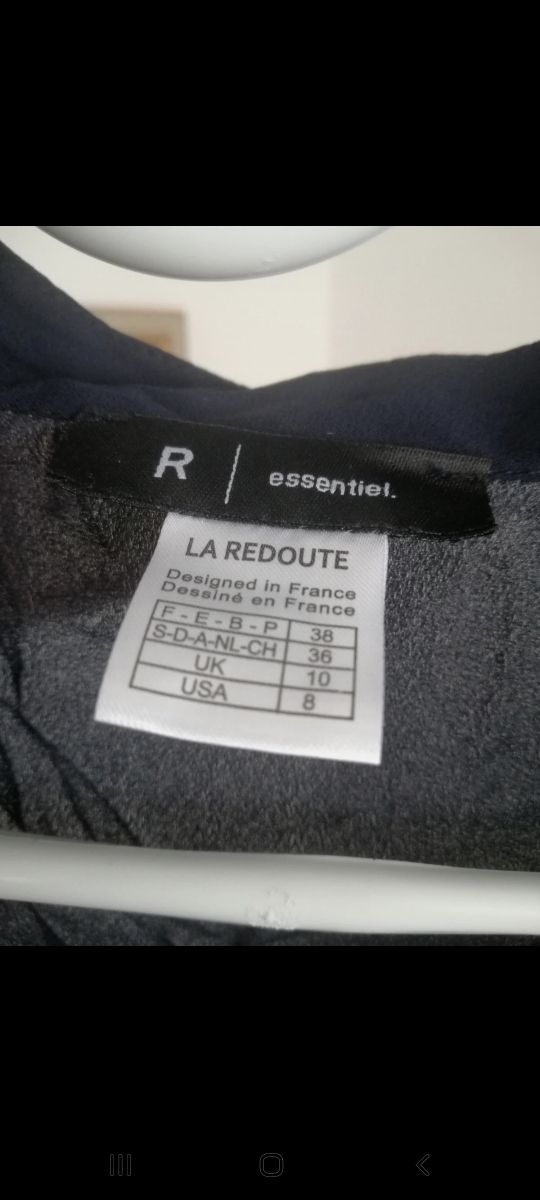 R | essentiel.
LA REDOUTE
Designed in France
Dessiné en France
F - E - B - P 38
S-D-A-NL-CH 36
UK 10
USA 8